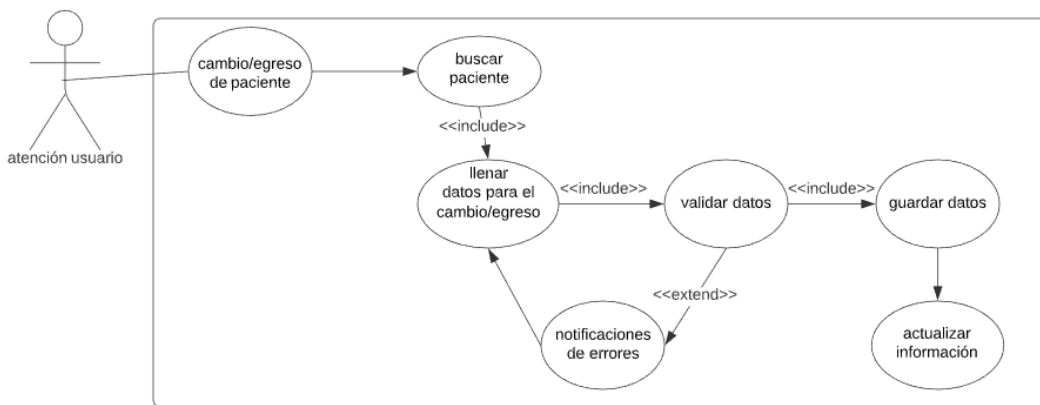 atención usuario
cambio/egreso
de paciente
buscar
paciente
<<include>>
llenar
datos para el
cambio/egreso
<<include>>
validar datos
<<include>>
guardar datos
<<extend>>
notificaciones
de errores
actualizar
información